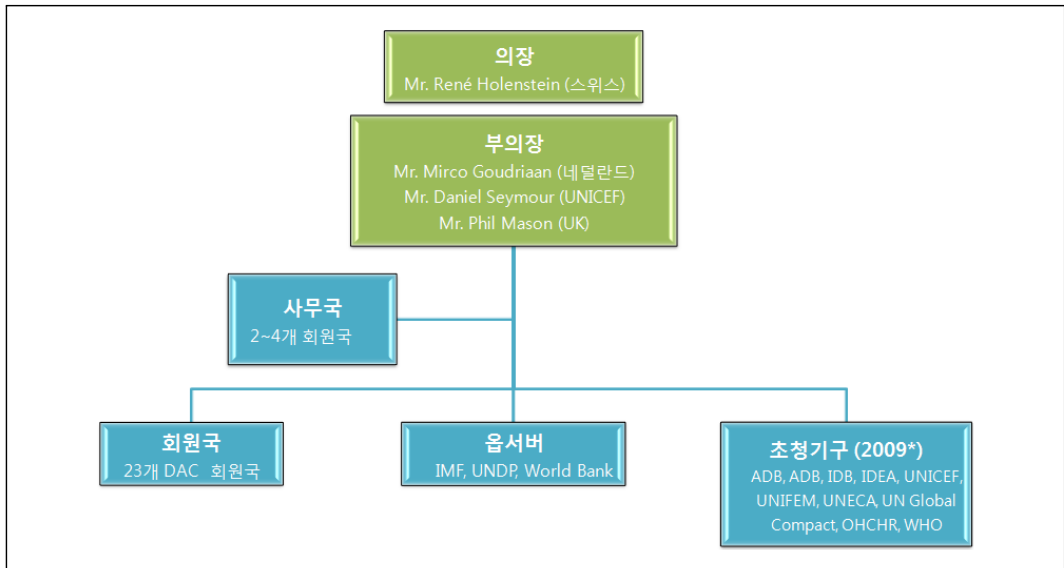 의장
Mr. René Holenstein (스위스)
부의장
Mr. Mirco Goudriaan (네덜란드)
Mr. Daniel Seymour (UNICEF)
Mr. Phil Mason (UK)
사무국
2~4개 회원국
회원국
23개 DAC 회원국
옵서버
IMF, UNDP, World Bank
초청기구 (2009*)
ADB, ADB, IDB, IDEA, UNICEF,
UNIFEM, UNECA, UN Global
Compact, OHCHR, WHO